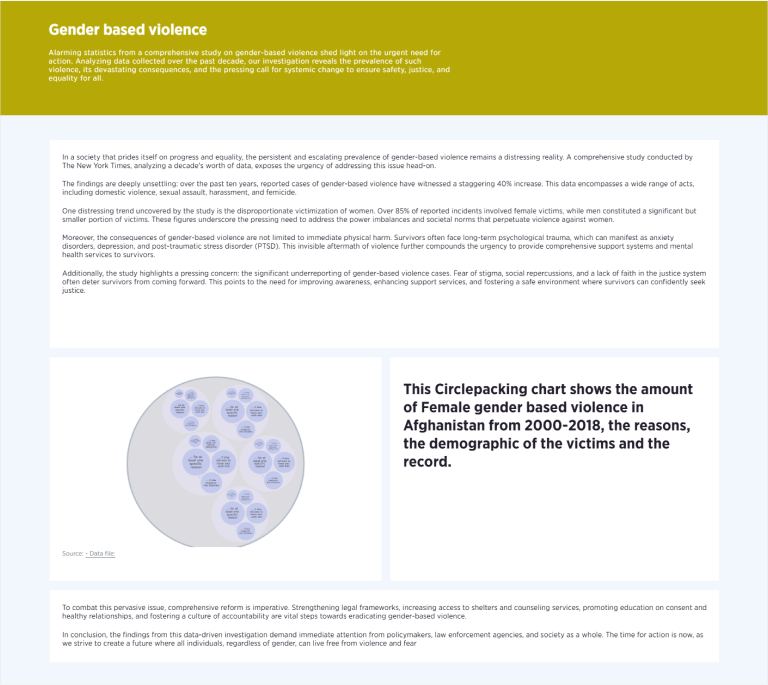 Gender based violence
Alarming statistics from a comprehensive study on gender-based violence shed light on the urgent need for
action. Analyzing data collected over the past decade, our investigation reveals the prevalence of such
violence, its devastating consequences, and the pressing call for systemic change to ensure safety, justice, and
equality for all.
In a society that prides itself on progress and equality, the persistent and escalating prevalence of gender-based violence remains a distressing reality. A comprehensive study conducted by
The New York Times, analyzing a decade's worth of data, exposes the urgency of addressing this issue head-on.
The findings are deeply unsettling: over the past ten years, reported cases of gender-based violence have witnessed a staggering 40% increase. This data encompasses a wide range of acts,
including domestic violence, sexual assault, harassment, and femicide.
One distressing trend uncovered by the study is the disproportionate victimization of women. Over 85% of reported incidents involved female victims, while men constituted a significant but
smaller portion of victims. These figures underscore the pressing need to address the power imbalances and societal norms that perpetuate violence against women.
Moreover, the consequences of gender-based violence are not limited to immediate physical harm. Survivors often face long-term psychological trauma, which can manifest as anxiety
disorders, depression, and post-traumatic stress disorder (PTSD). This invisible aftermath of violence further compounds the urgency to provide comprehensive support systems and mental
health services to survivors.
Additionally, the study highlights a pressing concern: the significant underreporting of gender-based violence cases. Fear of stigma, social repercussions, and a lack of faith in the justice system
often deter survivors from coming forward. This points to the need for improving awareness, enhancing support services, and fostering a safe environment where survivors can confidently seek
justice.
This Circlepacking chart shows the amount
of Female gender based violence in
Afghanistan from 2000-2018, the reasons,
the demographic of the victims and the
record.
Source: - Data file:
To combat this pervasive issue, comprehensive reform is imperative. Strengthening legal frameworks, increasing access to shelters and counseling services, promoting education on consent and
healthy relationships, and fostering a culture of accountability are vital steps towards eradicating gender-based violence.
In conclusion, the findings from this data-driven investigation demand immediate attention from policymakers, law enforcement agencies, and society as a whole. The time for action is now, as
we strive to create a future where all individuals, regardless of gender, can live free from violence and fear